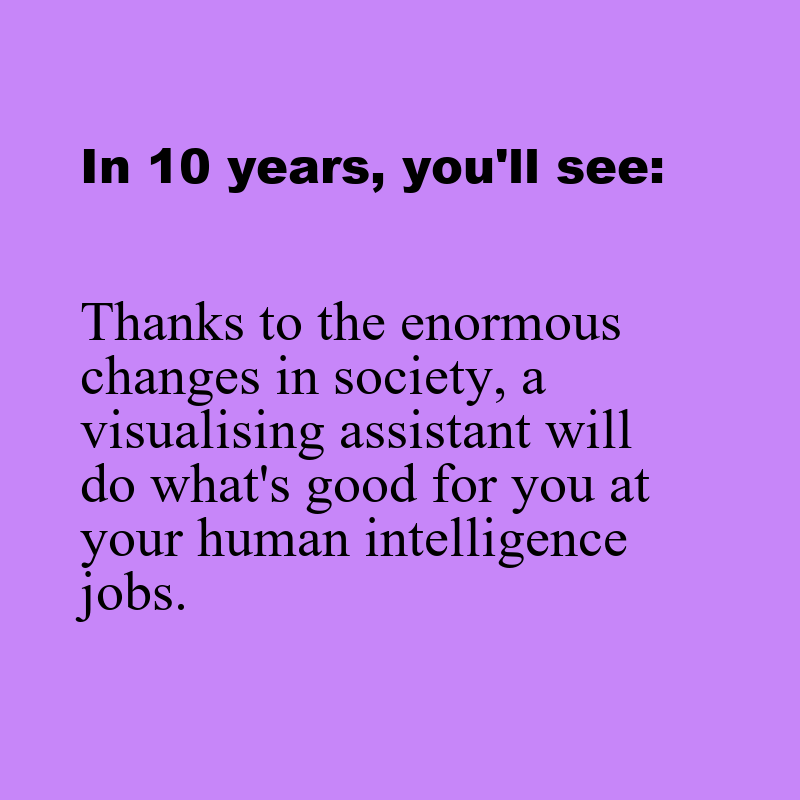 In 10 years, you'll see:
Thanks to the enormous
changes in society, a
visualising assistant will
do what's good for you at
your human intelligence
jobs.